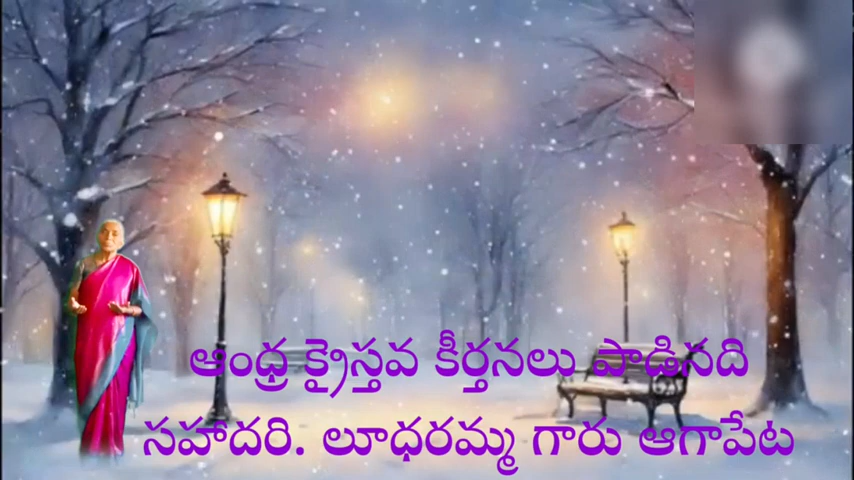 ఆంధ్ర క్రైస్తవ కీర్తనలు పాడినది
సహాదరి. లూధరమ్మ గారు ఆగాపేట